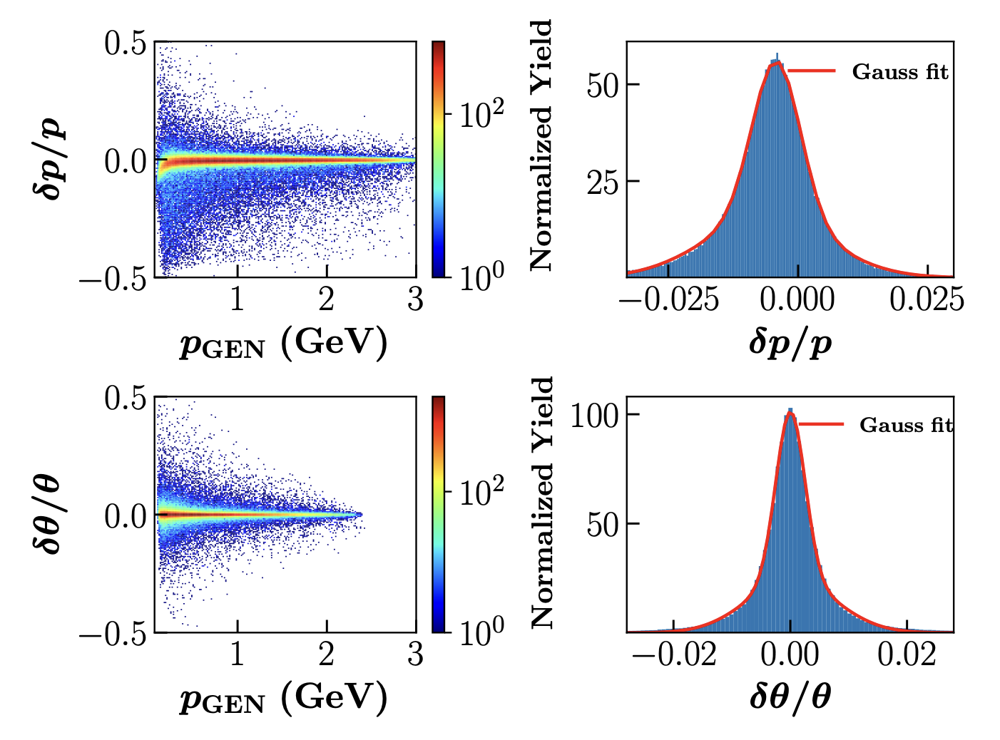 0.5
0.0
−0.5
δp/p
1 2 3
p_GEN (GeV)
10²
10⁰
Normalized Yield
50
25
Gauss fit
−0.025 0.000 0.025
δp/p
0.5
0.0
−0.5
δθ/θ
1 2 3
p_GEN (GeV)
10²
10⁰
Normalized Yield
100
50
Gauss fit
−0.02 0.00 0.02
δθ/θ